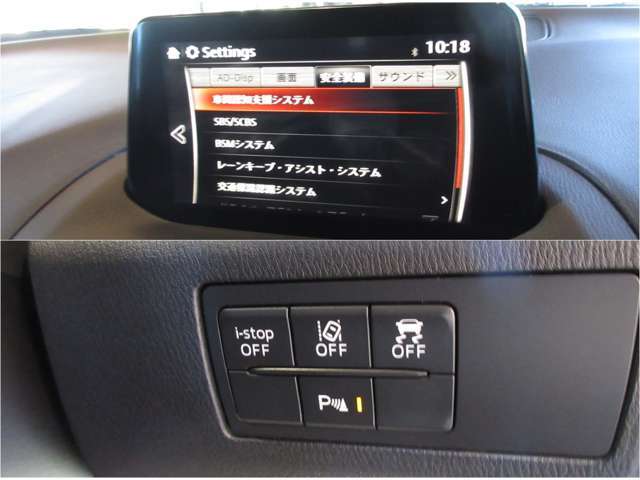 Settings
10:18
AD-Disp 画面 安全装備 サウンド
車間認知支援システム
SBS/SCBS
BSMシステム
レーンキープ・アシスト・システム
交通標識認識システム
i-stop OFF
OFF
OFF
P